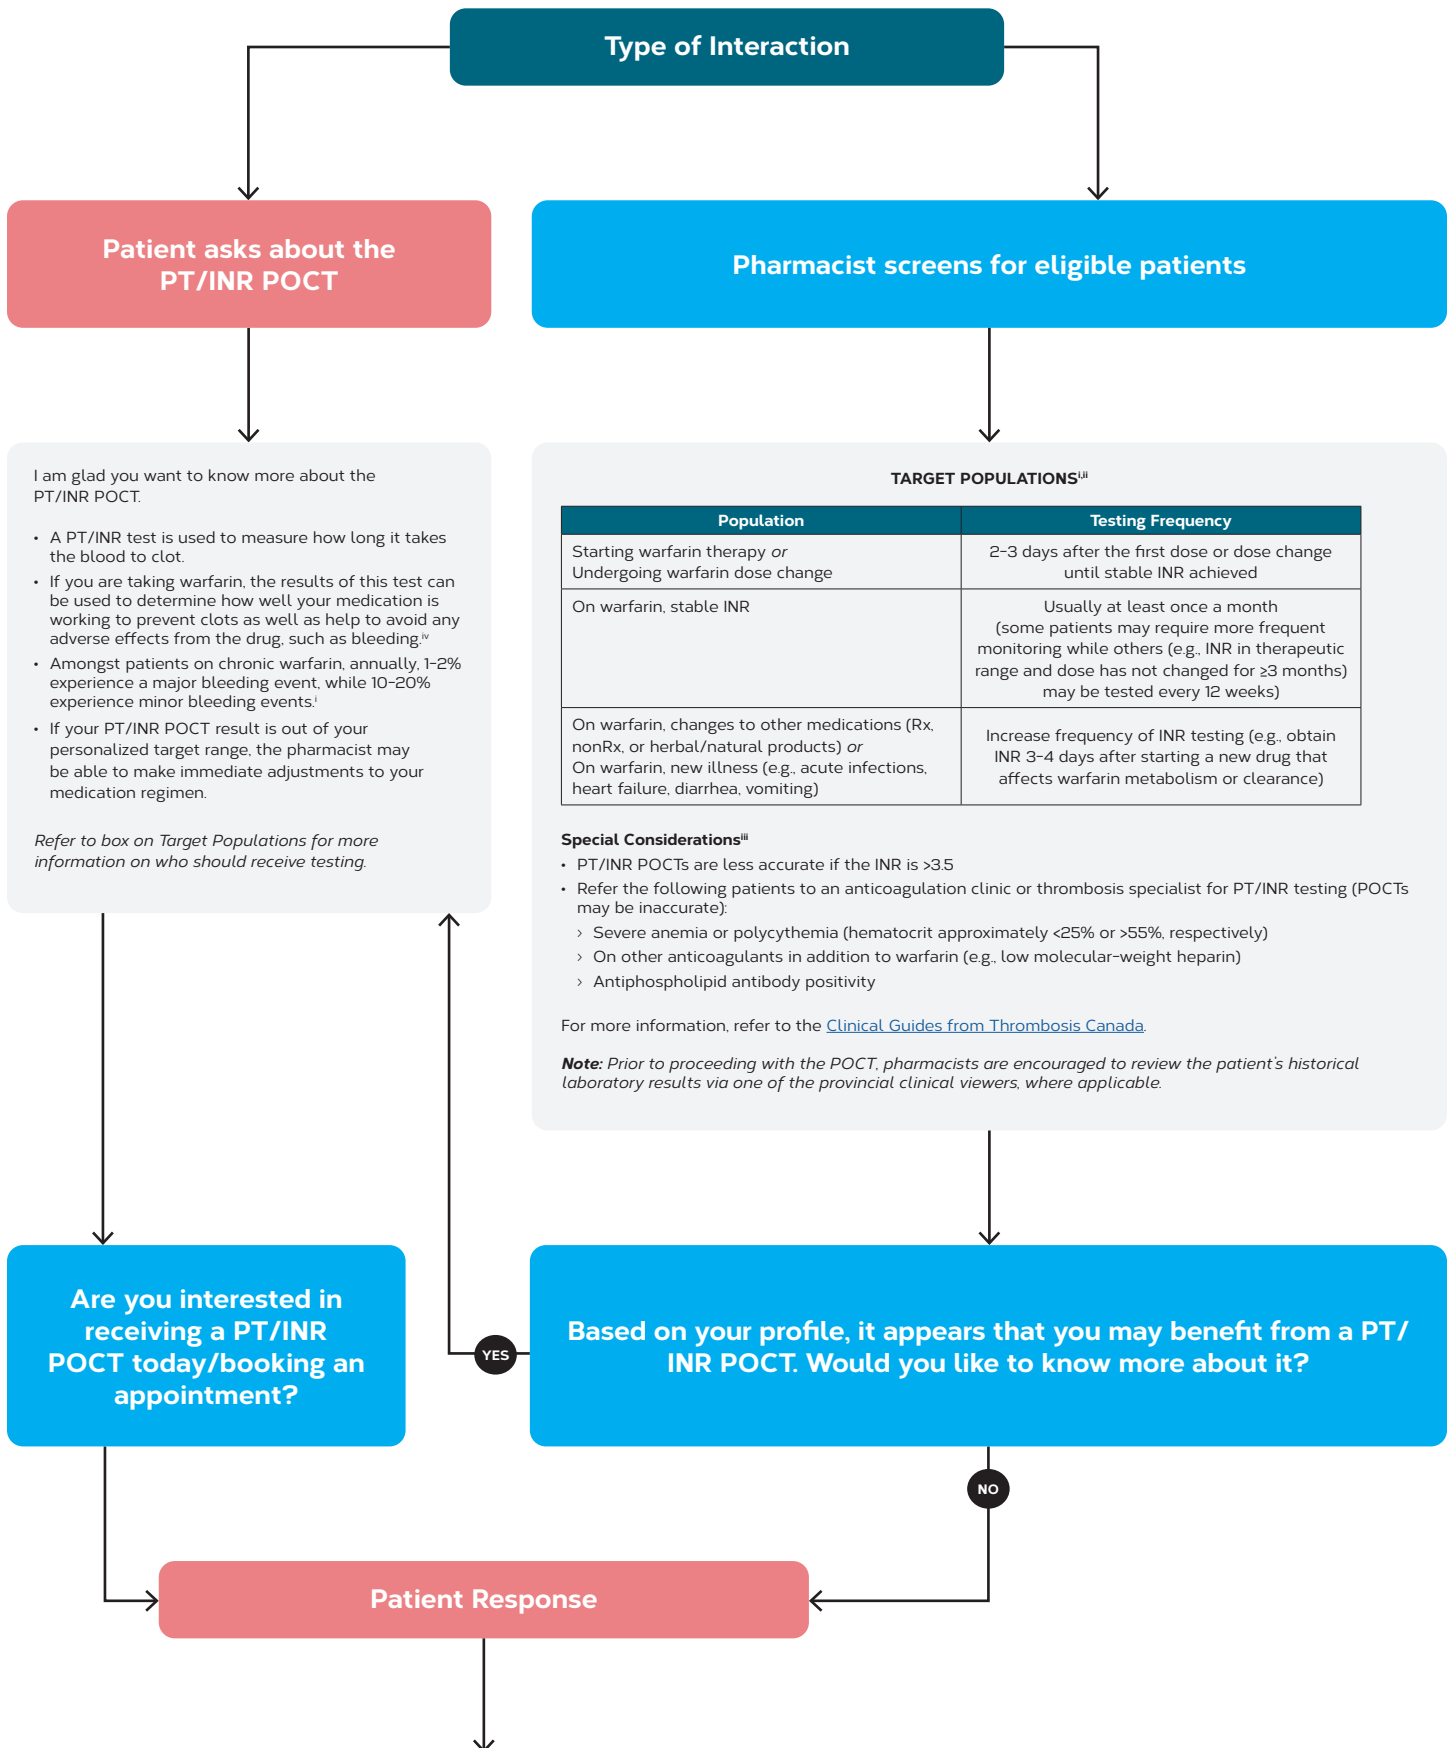 Type of Interaction
Patient asks about the
PT/INR POCT
Pharmacist screens for eligible patients
I am glad you want to know more about the
PT/INR POCT.
• A PT/INR test is used to measure how long it takes
the blood to clot.
• If you are taking warfarin, the results of this test can
be used to determine how well your medication is
working to prevent clots as well as help to avoid any
adverse effects from the drug, such as bleeding.iv
• Amongst patients on chronic warfarin, annually, 1-2%
experience a major bleeding event, while 10-20%
experience minor bleeding events.i
• If your PT/INR POCT result is out of your
personalized target range, the pharmacist may
be able to make immediate adjustments to your
medication regimen.
Refer to box on Target Populations for more
information on who should receive testing.
TARGET POPULATIONSi,ii
Population
Testing Frequency
Starting warfarin therapy or
Undergoing warfarin dose change
2-3 days after the first dose or dose change
until stable INR achieved
On warfarin, stable INR
Usually at least once a month
(some patients may require more frequent
monitoring while others (e.g., INR in therapeutic
range and dose has not changed for ≥3 months)
may be tested every 12 weeks)
On warfarin, changes to other medications (Rx,
nonRx, or herbal/natural products) or
On warfarin, new illness (e.g., acute infections,
heart failure, diarrhea, vomiting)
Increase frequency of INR testing (e.g., obtain
INR 3-4 days after starting a new drug that
affects warfarin metabolism or clearance)
Special Considerationsiii
• PT/INR POCTs are less accurate if the INR is >3.5
• Refer the following patients to an anticoagulation clinic or thrombosis specialist for PT/INR testing (POCTs
may be inaccurate):
› Severe anemia or polycythemia (hematocrit approximately <25% or >55%, respectively)
› On other anticoagulants in addition to warfarin (e.g., low molecular-weight heparin)
› Antiphospholipid antibody positivity
For more information, refer to the Clinical Guides from Thrombosis Canada.
Note: Prior to proceeding with the POCT, pharmacists are encouraged to review the patient's historical
laboratory results via one of the provincial clinical viewers, where applicable.
Are you interested in
receiving a PT/INR
POCT today/booking an
appointment?
YES
Based on your profile, it appears that you may benefit from a PT/
INR POCT. Would you like to know more about it?
NO
Patient Response